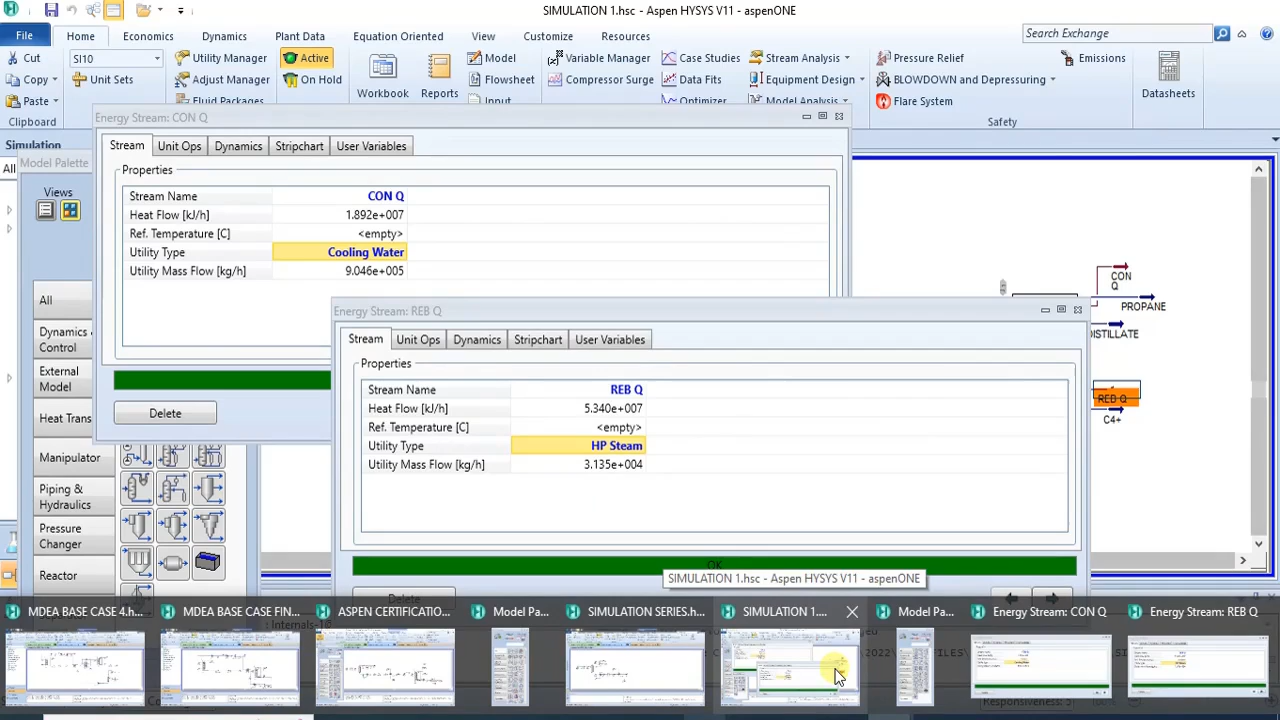 SIMULATION 1.hsc - Aspen HYSYS V11 - aspenONE
File
Home
Economics
Dynamics
Plant Data
Equation Oriented
View
Customize
Resources
Search Exchange
Cut
SI10
Utility Manager
Active
Model
Variable Manager
Case Studies
Stream Analysis
Pressure Relief
Emissions
Copy
Unit Sets
Adjust Manager
On Hold
Workbook
Reports
Flowsheet
Compressor Surge
Data Fits
Equipment Design
BLOWDOWN and Depressuring
Datasheets
Paste
Fluid Packages
Input
Optimizer
Model Analysis
Flare System
Clipboard
Safety
Simulation
All
Model Palette
Views
All
Dynamics &
Control
External
Model
Heat Trans
Manipulator
Piping &
Hydraulics
Pressure
Changer
Reactor
Energy Stream: CON Q
Stream
Unit Ops
Dynamics
Stripchart
User Variables
Properties
Stream Name CON Q
Heat Flow [kJ/h] 1.892e+007
Ref. Temperature [C] <empty>
Utility Type Cooling Water
Utility Mass Flow [kg/h] 9.046e+005
Delete
Energy Stream: REB Q
Stream
Unit Ops
Dynamics
Stripchart
User Variables
Properties
Stream Name REB Q
Heat Flow [kJ/h] 5.340e+007
Ref. Temperature [C] <empty>
Utility Type HP Steam
Utility Mass Flow [kg/h] 3.135e+004
OK
Delete
CON
Q
PROPANE
DISTILLATE
REB Q
C4+
SIMULATION 1.hsc - Aspen HYSYS V11 - aspenONE
MDEA BASE CASE 4.h...
MDEA BASE CASE FIN...
ASPEN CERTIFICATIO...
Model Pa...
SIMULATION SERIES.h...
SIMULATION 1....
Model Pa...
Energy Stream: CON Q
Energy Stream: REB Q
Responsiveness: 5
100%